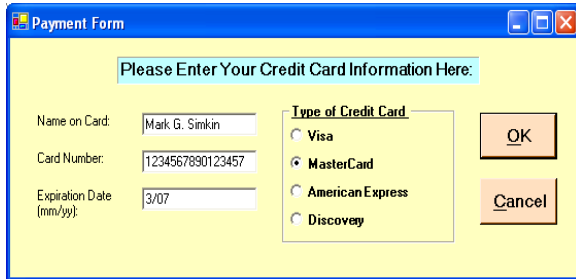 Payment Form
Please Enter Your Credit Card Information Here:
Name on Card:
Mark G. Simkin
Card Number:
1234567890123457
Expiration Date
(mm/yy):
3/07
Type of Credit Card
Visa
MasterCard
American Express
Discovery
OK
Cancel